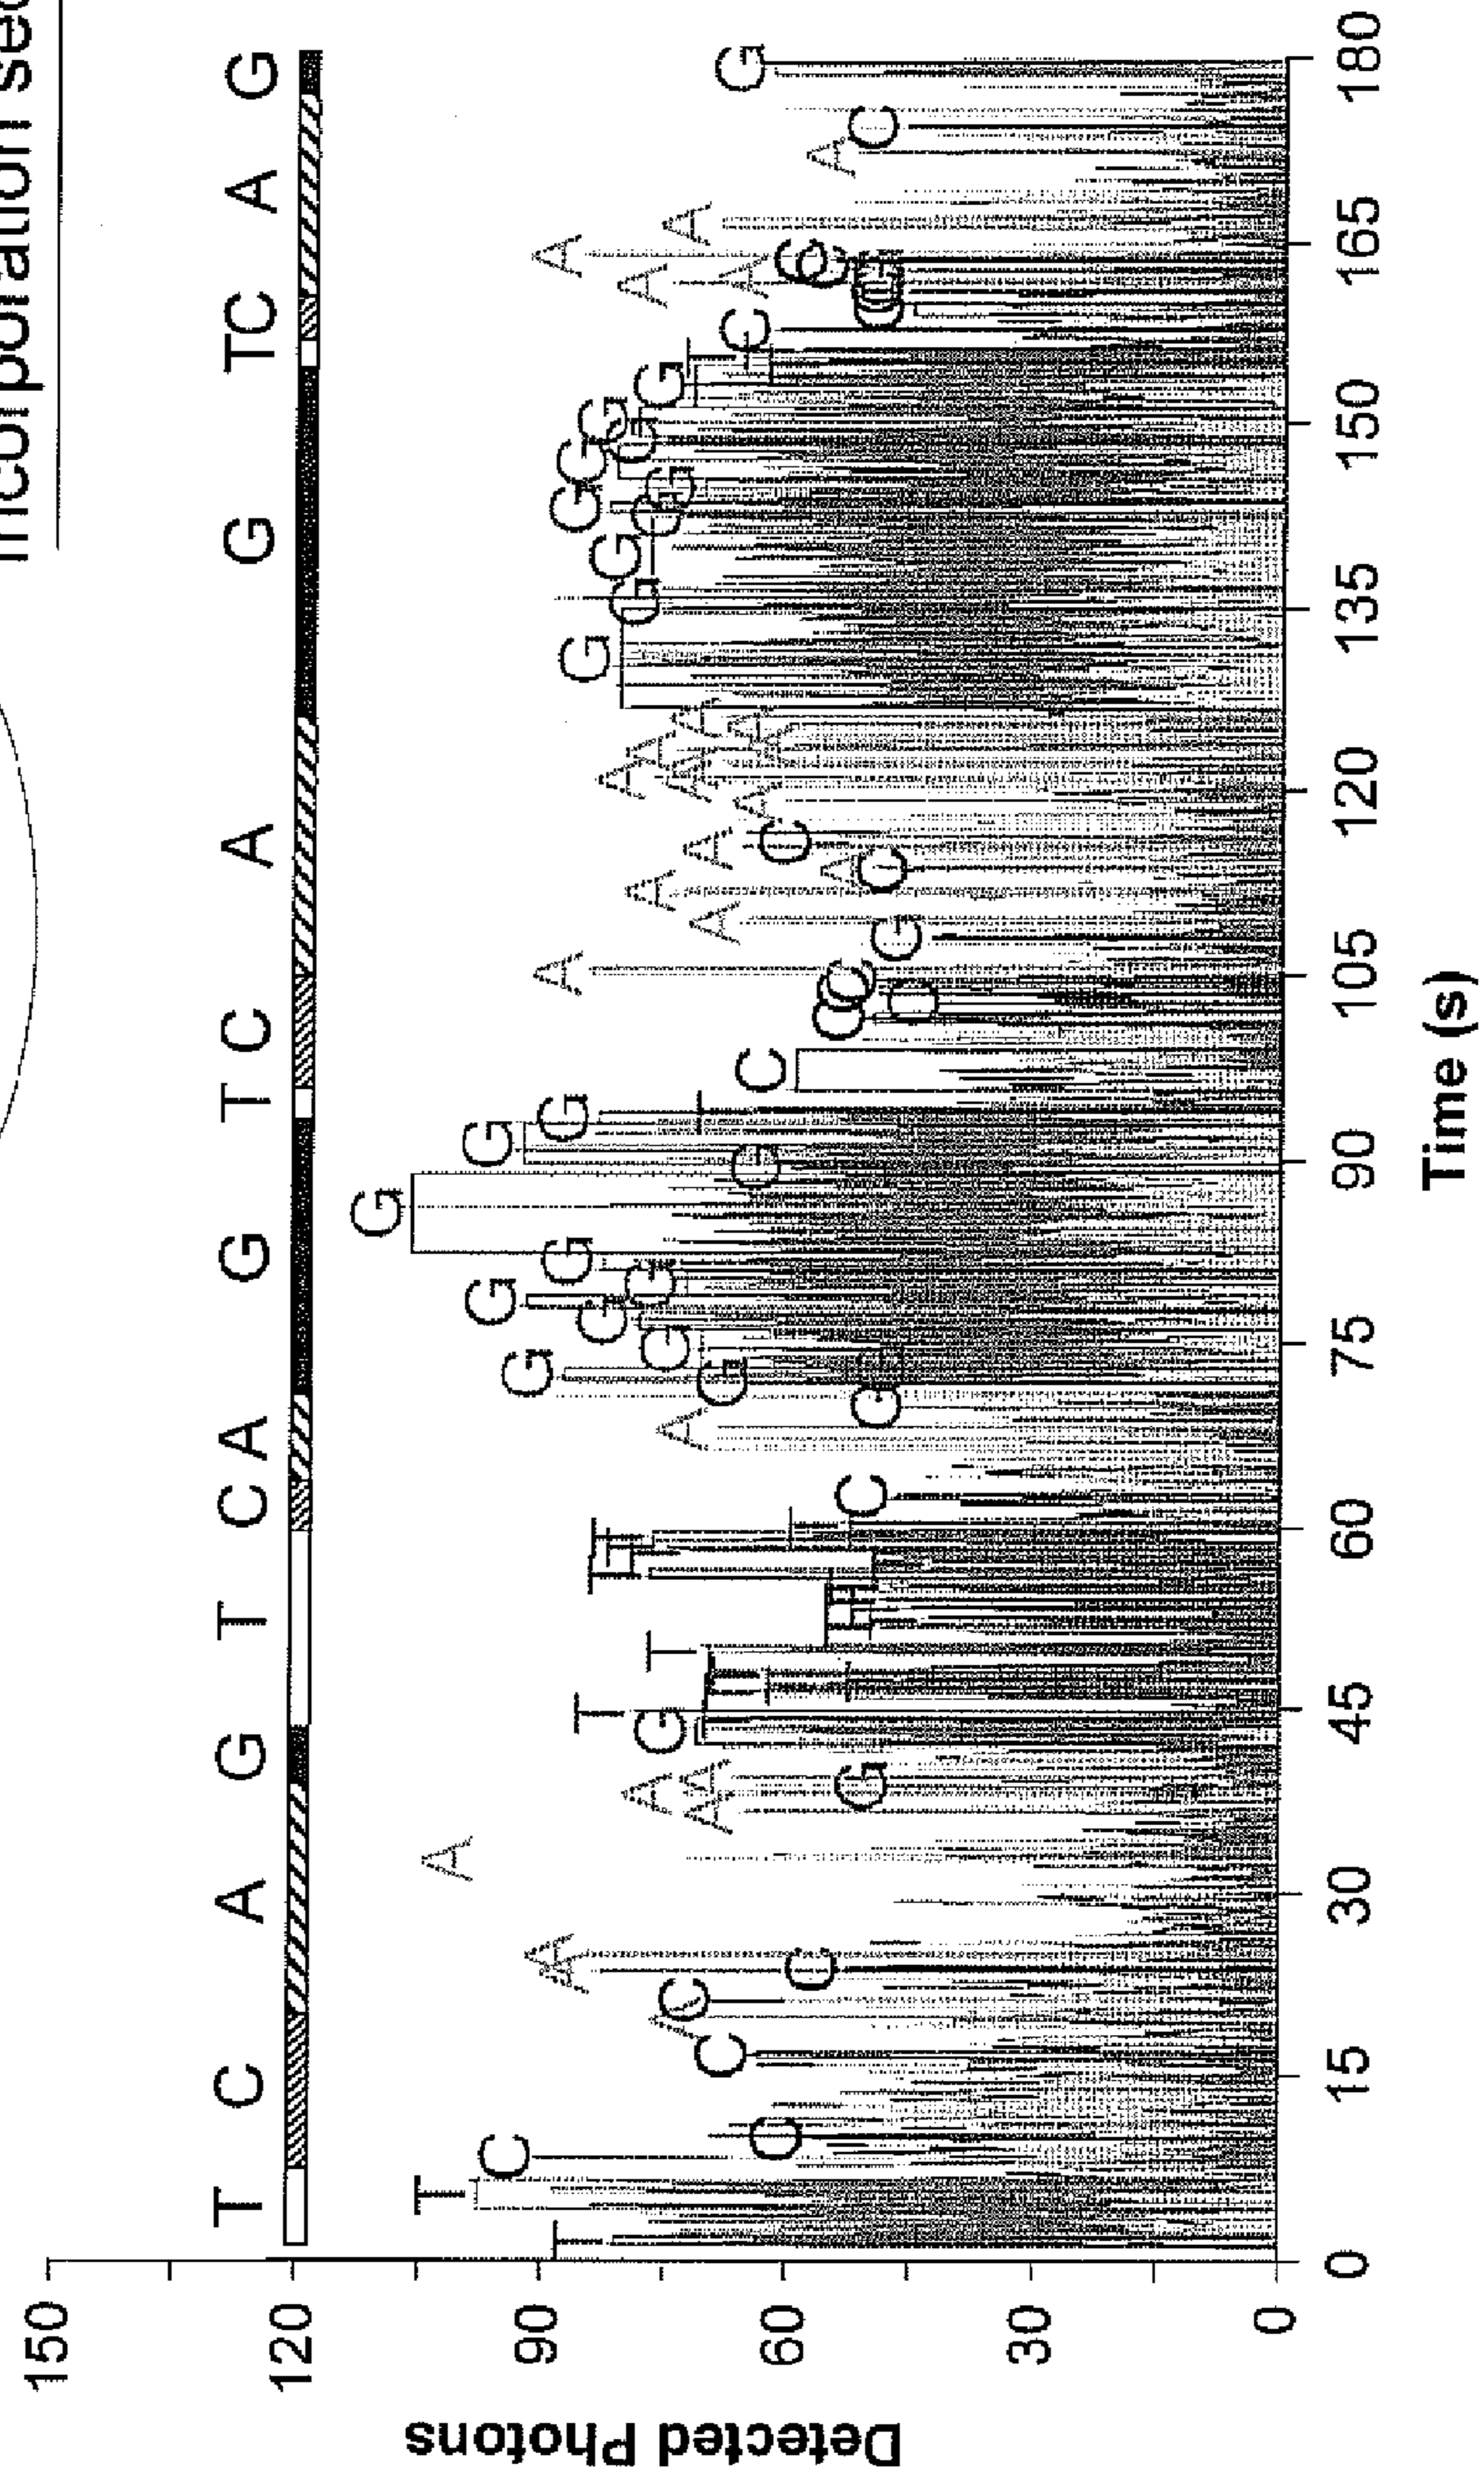 incorporation
T C A G T C A G T C A G TC A G
150
120
90
60
30
0
Detected Photons
T T C C C A C C A A A A A G A G T T T T T T C A G G G G G G G G G G G G T C C C C C A G A A A C A C A A A A A A G G G G G G G G G G T T C A A C C A A A C G
0 15 30 45 60 75 90 105 120 135 150 165 180
Time (s)